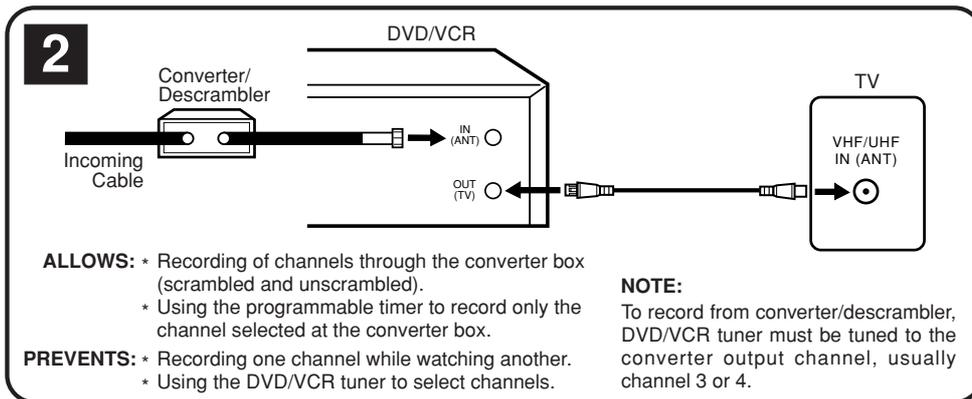 2
DVD/VCR
Converter/
Descrambler
Incoming
Cable
IN
(ANT)
OUT
(TV)
TV
VHF/UHF
IN (ANT)
ALLOWS: * Recording of channels through the converter box
(scrambled and unscrambled).
* Using the programmable timer to record only the
channel selected at the converter box.
PREVENTS: * Recording one channel while watching another.
* Using the DVD/VCR tuner to select channels.
NOTE:
To record from converter/descrambler,
DVD/VCR tuner must be tuned to the
converter output channel, usually
channel 3 or 4.